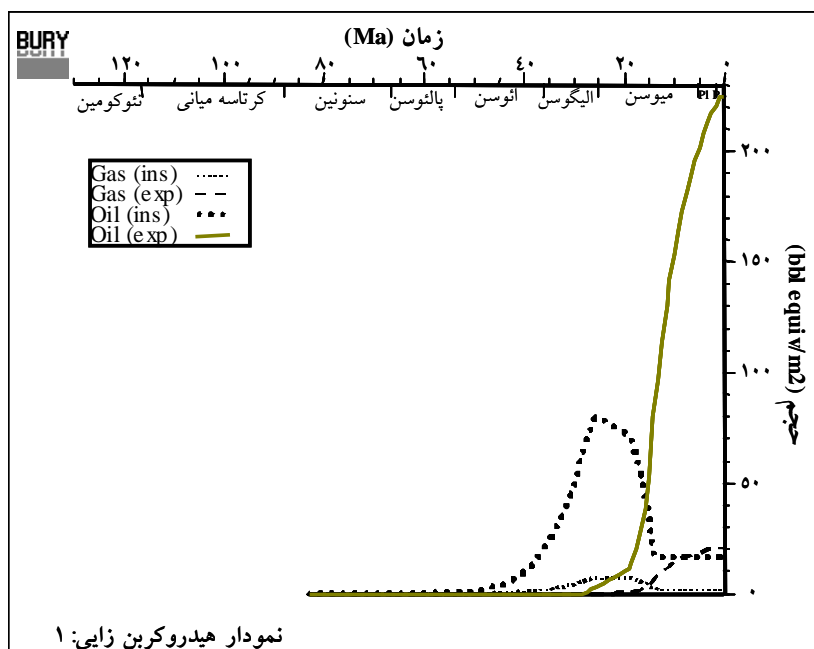 BURY
زمان (Ma)
۱۲۰ ۱۰۰ ۸۰ ۶۰ ۴۰ ۲۰ ۰
نئوکومین کرتاسه میانی سنونین پالئوسن ائوسن الیگوسن میوسن Pl P
Gas (ins)
Gas (exp)
Oil (ins)
Oil (exp)
۲۰۰
۱۵۰
۱۰۰
۵۰
۰
حجم (bbl equiv/m2)
نمودار هیدروکربن زایی: ۱